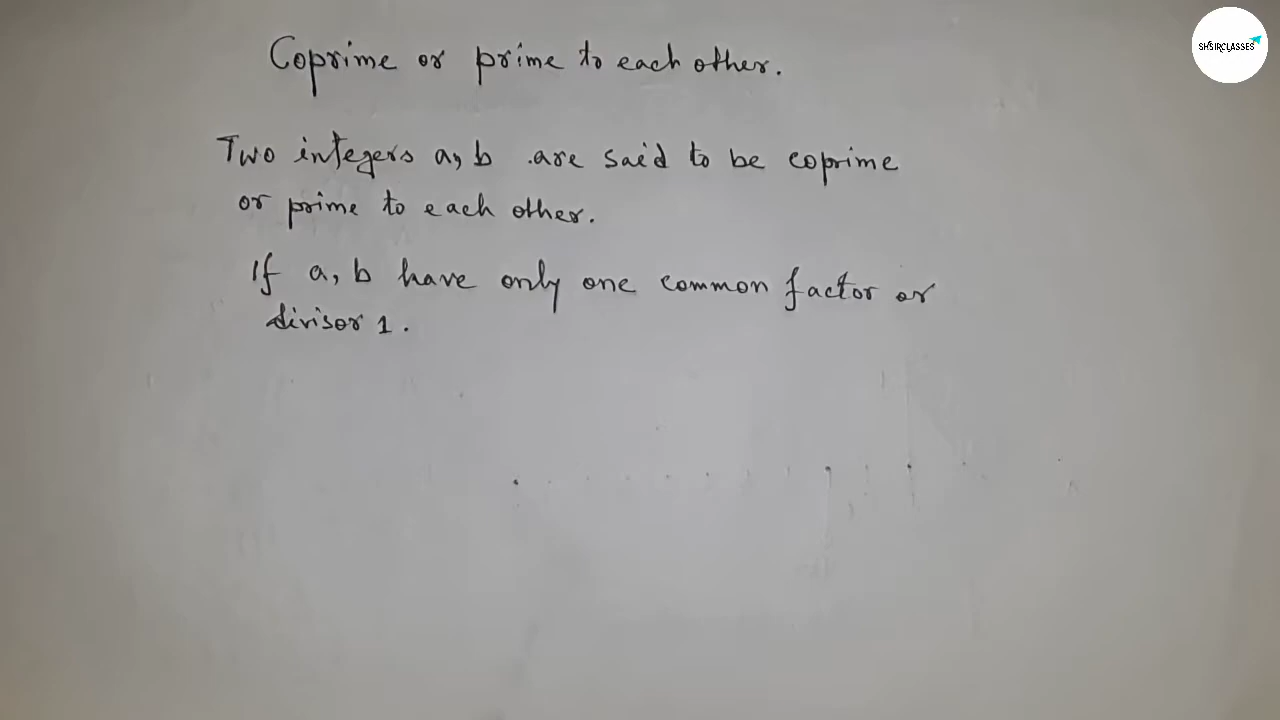 Coprime or prime to each other.
SHSIRCLASSES
Two integers a, b are said to be coprime
or prime to each other.
If a, b have only one common factor or
divisor 1.